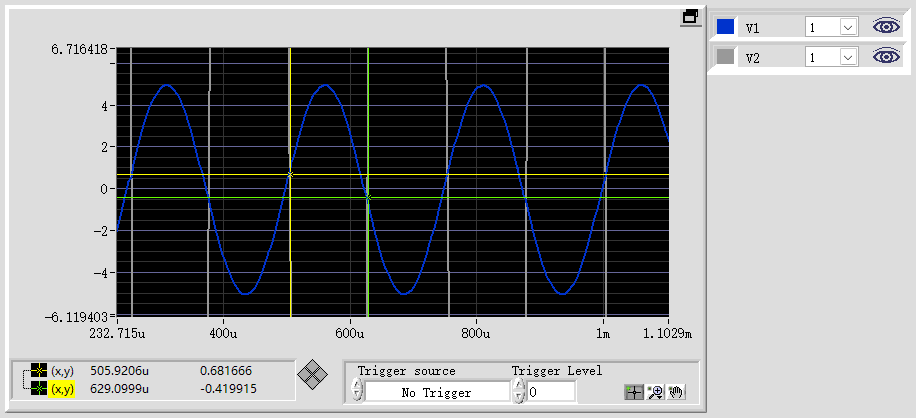 V1 1
V2 1
6.716418
4
2
0
-2
-4
-6.119403
232.715u 400u 600u 800u 1m 1.1029m
(x,y) 505.9206u 0.681666
(x,y) 629.0999u -0.419915
Trigger source Trigger Level
No Trigger 0